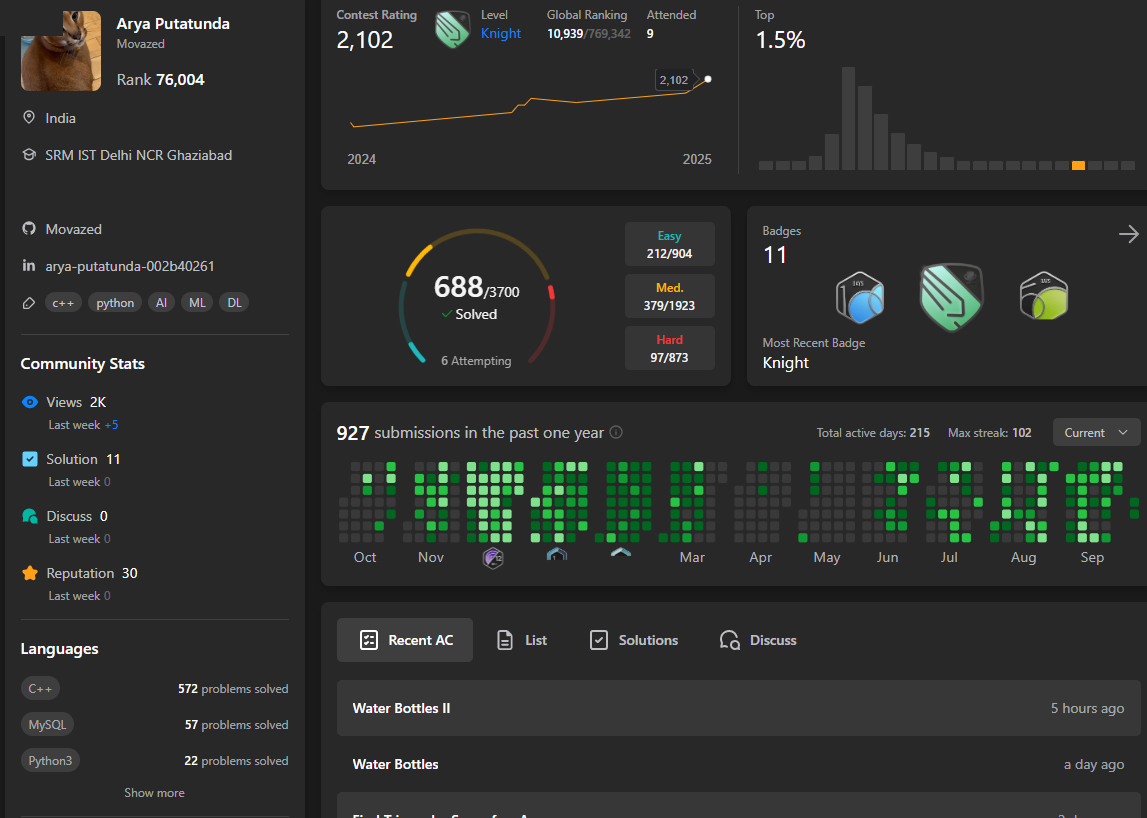 Arya Putatunda
Movazed
Rank 76,004
India
SRM IST Delhi NCR Ghaziabad
Movazed
arya-putatunda-002b40261
c++ python AI ML DL
Community Stats
Views 2K
Last week +5
Solution 11
Last week 0
Discuss 0
Last week 0
Reputation 30
Last week 0
Languages
C++ 572 problems solved
MySQL 57 problems solved
Python3 22 problems solved
Show more
Contest Rating
2,102
Level
Knight
Global Ranking
10,939/769,342
Attended
9
2,102
2024 2025
Top
1.5%
688/3700
Solved
6 Attempting
Easy
212/904
Med.
379/1923
Hard
97/873
Badges
11
Most Recent Badge
Knight
927 submissions in the past one year
Total active days: 215 Max streak: 102 Current
Oct Nov Mar Apr May Jun Jul Aug Sep
Recent AC List Solutions Discuss
Water Bottles II 5 hours ago
Water Bottles a day ago